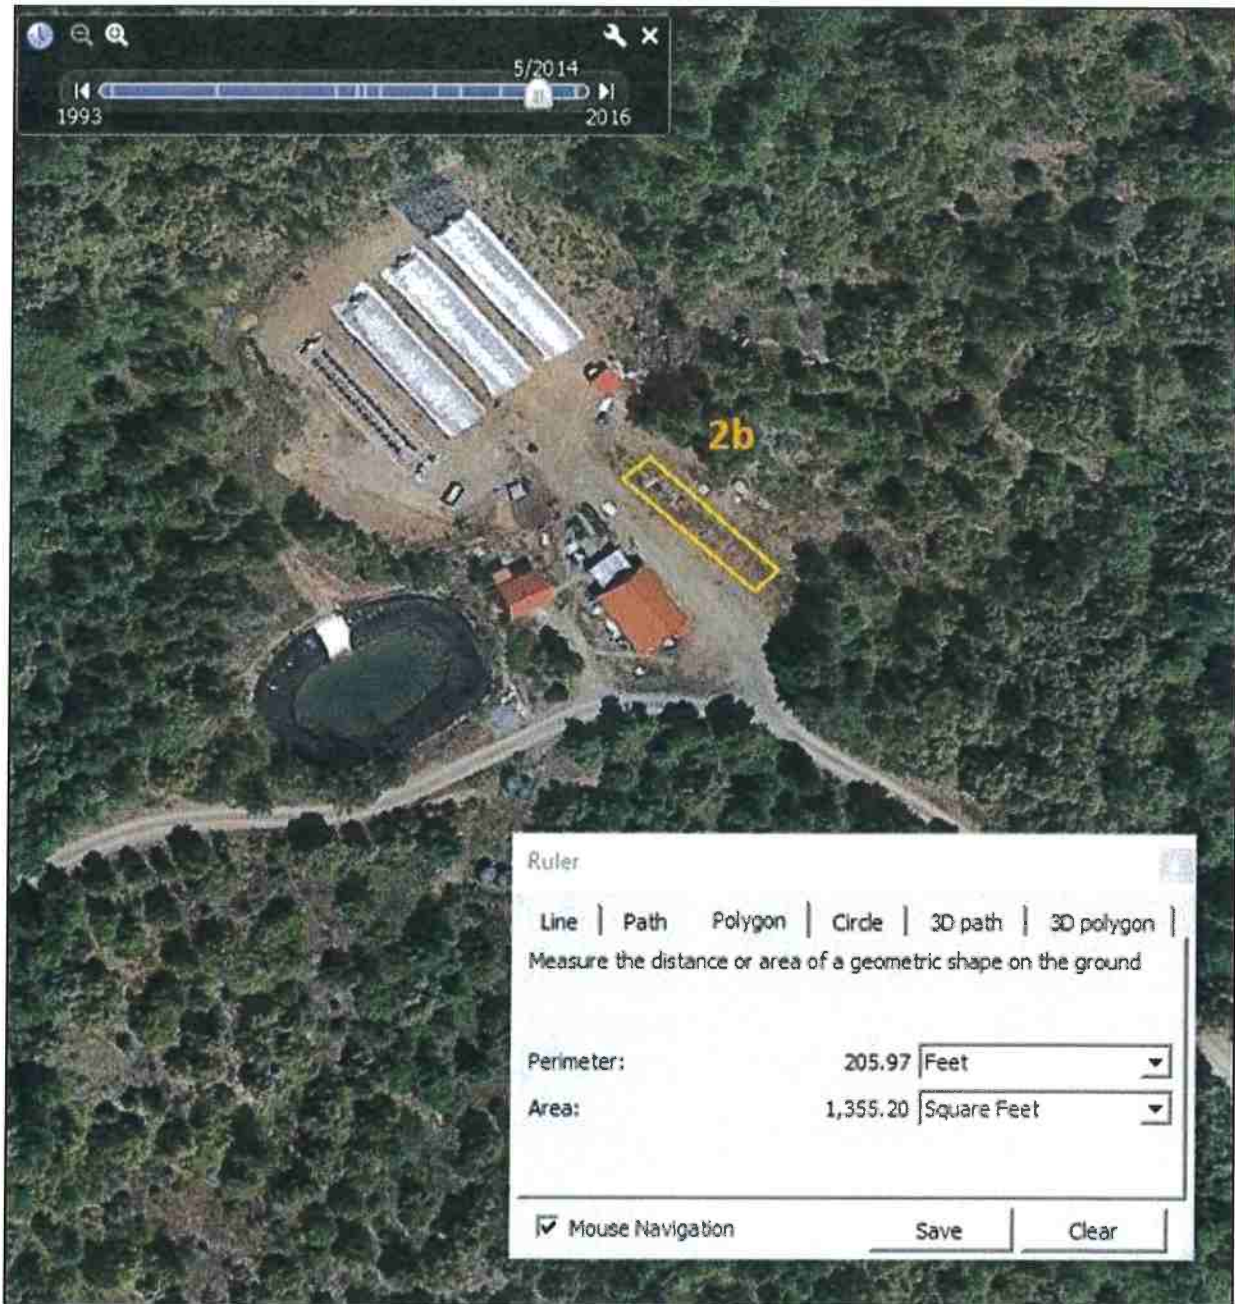 5/2014
1993 2016
2b
Ruler
Line Path Polygon Circle 3D path 3D polygon
Measure the distance or area of a geometric shape on the ground
Perimeter: 205.97 Feet
Area: 1,355.20 Square Feet
Mouse Navigation Save Clear